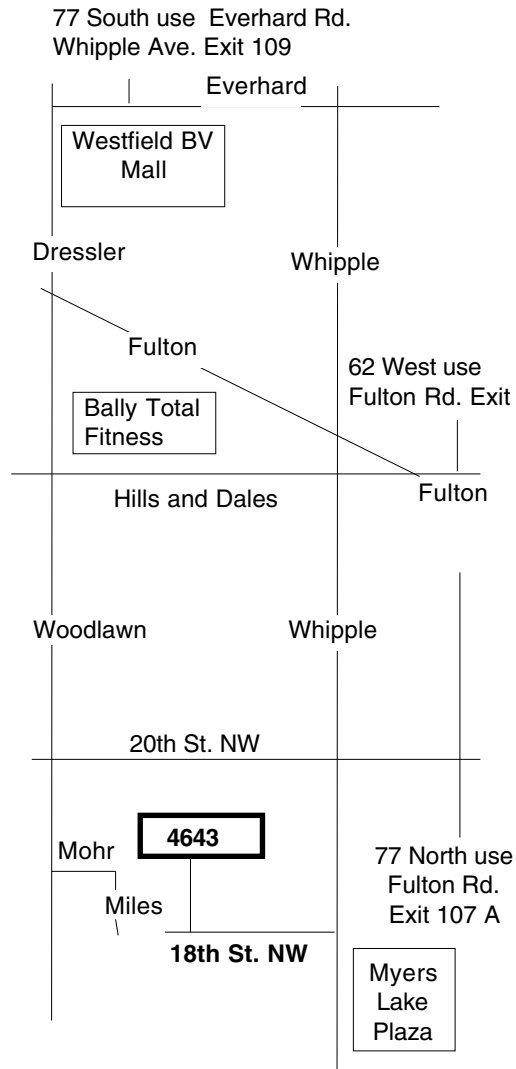 77 South use Everhard Rd.
Whipple Ave. Exit 109
Everhard
Westfield BV
Mall
Dressler
Whipple
Fulton
62 West use
Fulton Rd. Exit
Bally Total
Fitness
Hills and Dales
Fulton
Woodlawn
Whipple
20th St. NW
4643
Mohr
77 North use
Fulton Rd.
Exit 107 A
Miles
18th St. NW
Myers
Lake
Plaza